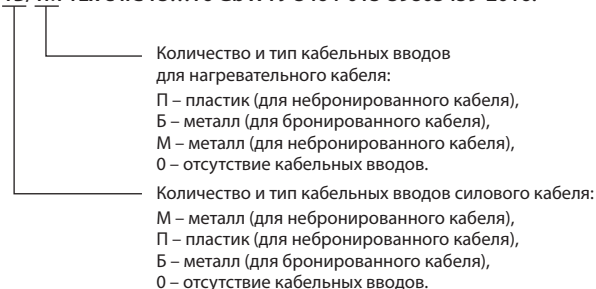 Количество и тип кабельных вводов
для нагревательного кабеля:
П – пластик (для небронированного кабеля),
Б – металл (для бронированного кабеля),
М – металл (для небронированного кабеля),
0 – отсутствие кабельных вводов.
Количество и тип кабельных вводов силового кабеля:
М – металл (для небронированного кабеля),
П – пластик (для небронированного кабеля),
Б – металл (для бронированного кабеля),
0 – отсутствие кабельных вводов.